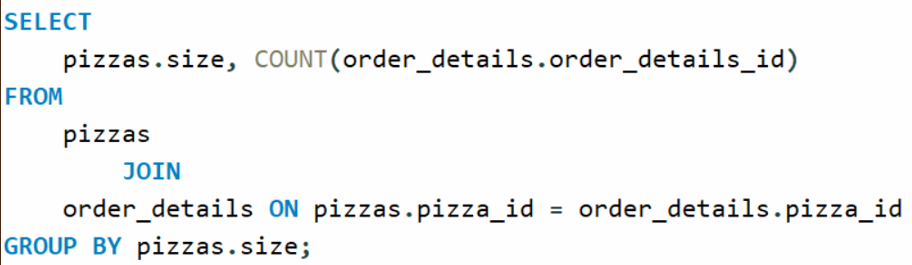 SELECT
pizzas.size, COUNT(order_details.order_details_id)
FROM
pizzas
JOIN
order_details ON pizzas.pizza_id = order_details.pizza_id
GROUP BY pizzas.size;